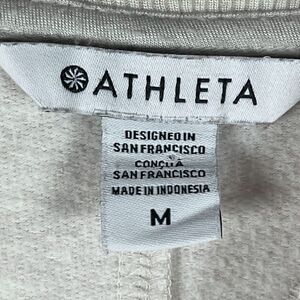 ATHLETA
DESIGNED IN
SAN FRANCISCO
CONÇU A
SAN FRANCISCO
MADE IN INDONESIA
M